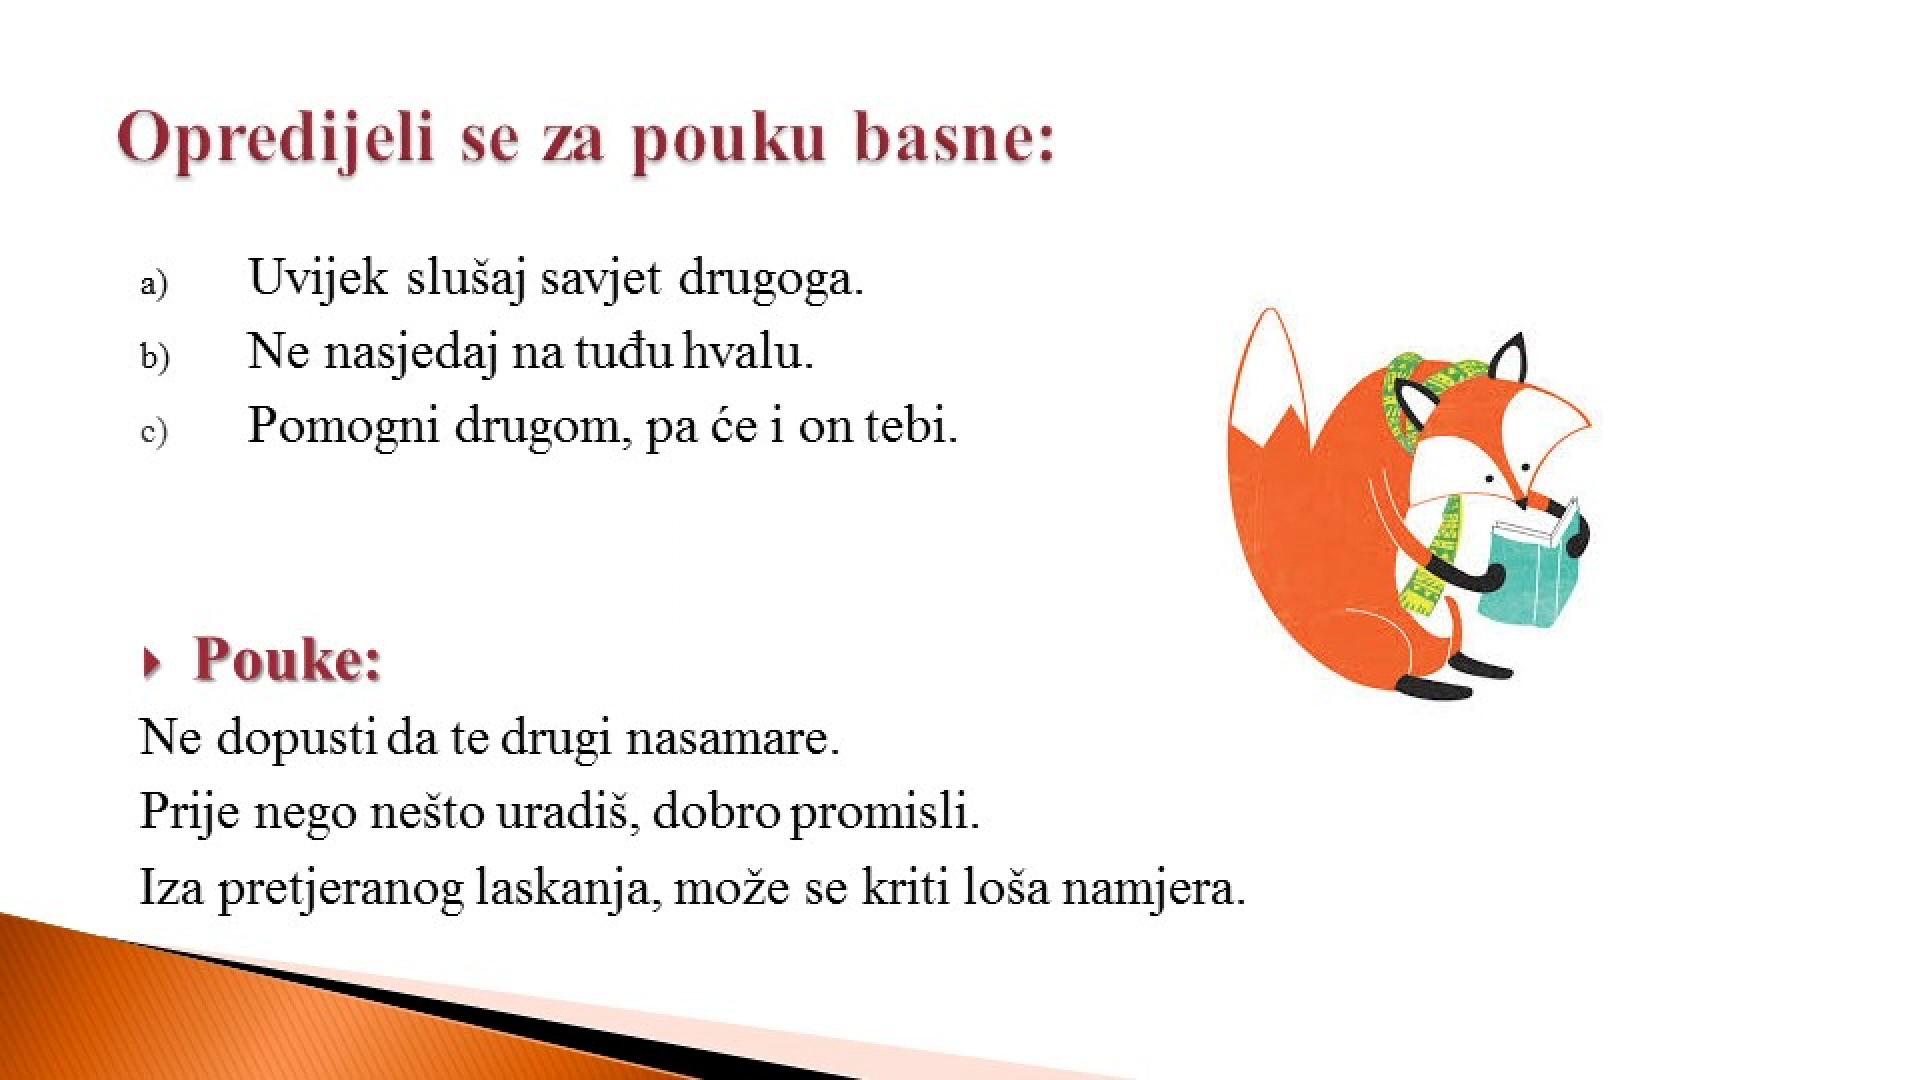 Opredijeli se za pouku basne:
a) Uvijek slušaj savjet drugoga.
b) Ne nasjedaj na tuđu hvalu.
c) Pomogni drugom, pa će i on tebi.
Pouke:
Ne dopusti da te drugi nasamare.
Prije nego nešto uradiš, dobro promisli.
Iza pretjeranog laskanja, može se kriti loša namjera.